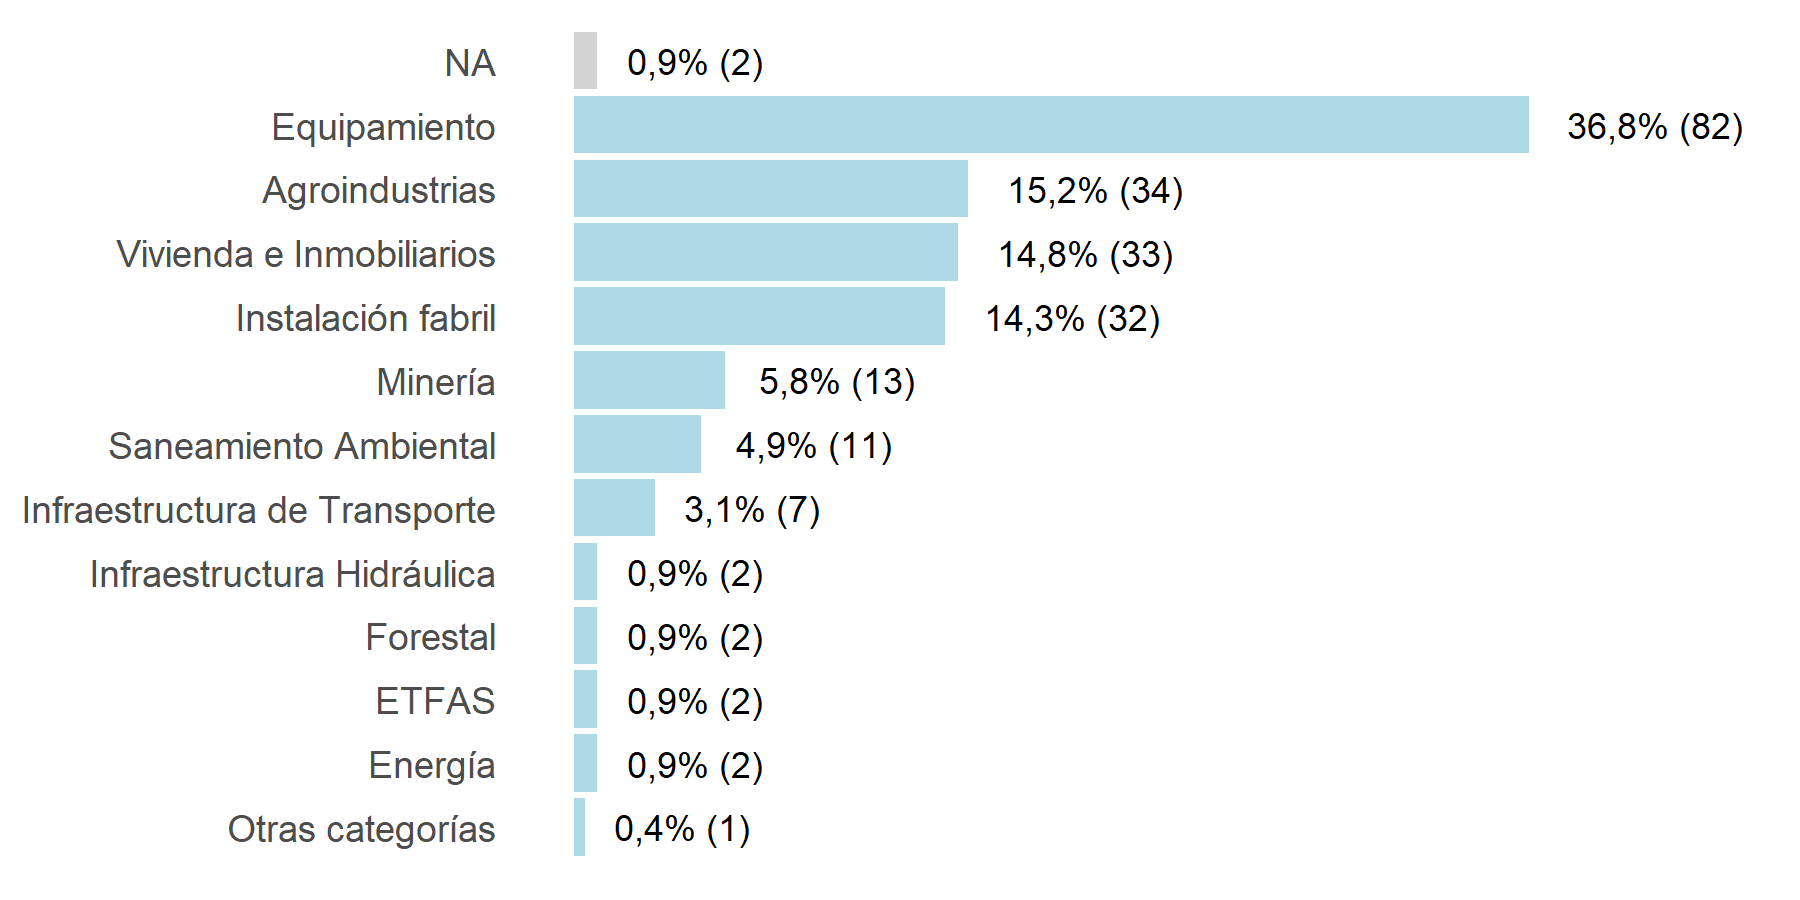 NA 0,9% (2)
Equipamiento 36,8% (82)
Agroindustrias 15,2% (34)
Vivienda e Inmobiliarios 14,8% (33)
Instalación fabril 14,3% (32)
Minería 5,8% (13)
Saneamiento Ambiental 4,9% (11)
Infraestructura de Transporte 3,1% (7)
Infraestructura Hidráulica 0,9% (2)
Forestal 0,9% (2)
ETFAS 0,9% (2)
Energía 0,9% (2)
Otras categorías 0,4% (1)